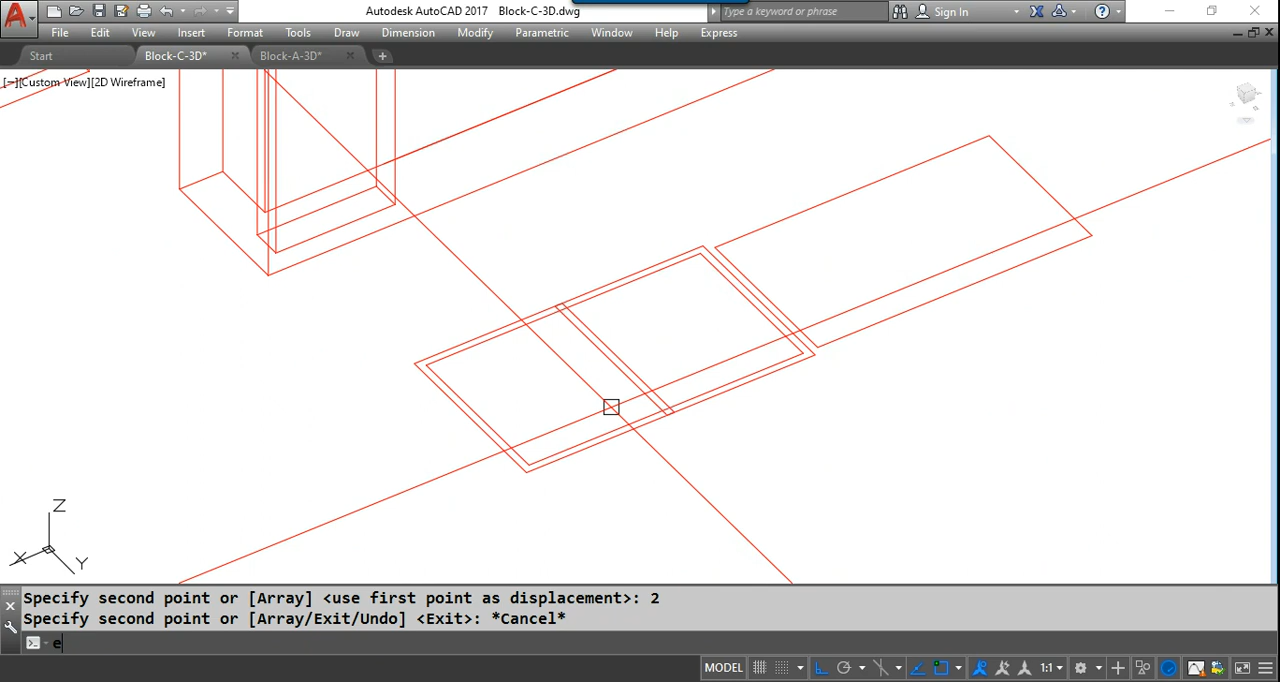 Autodesk AutoCAD 2017 Block-C-3D.dwg Type a keyword or phrase Sign In
File Edit View Insert Format Tools Draw Dimension Modify Parametric Window Help Express
Start Block-C-3D* Block-A-3D*
[−][Custom View][2D Wireframe]
Z
X Y
Specify second point or [Array] <use first point as displacement>: 2
Specify second point or [Array/Exit/Undo] <Exit>: *Cancel*
e
MODEL 1:1